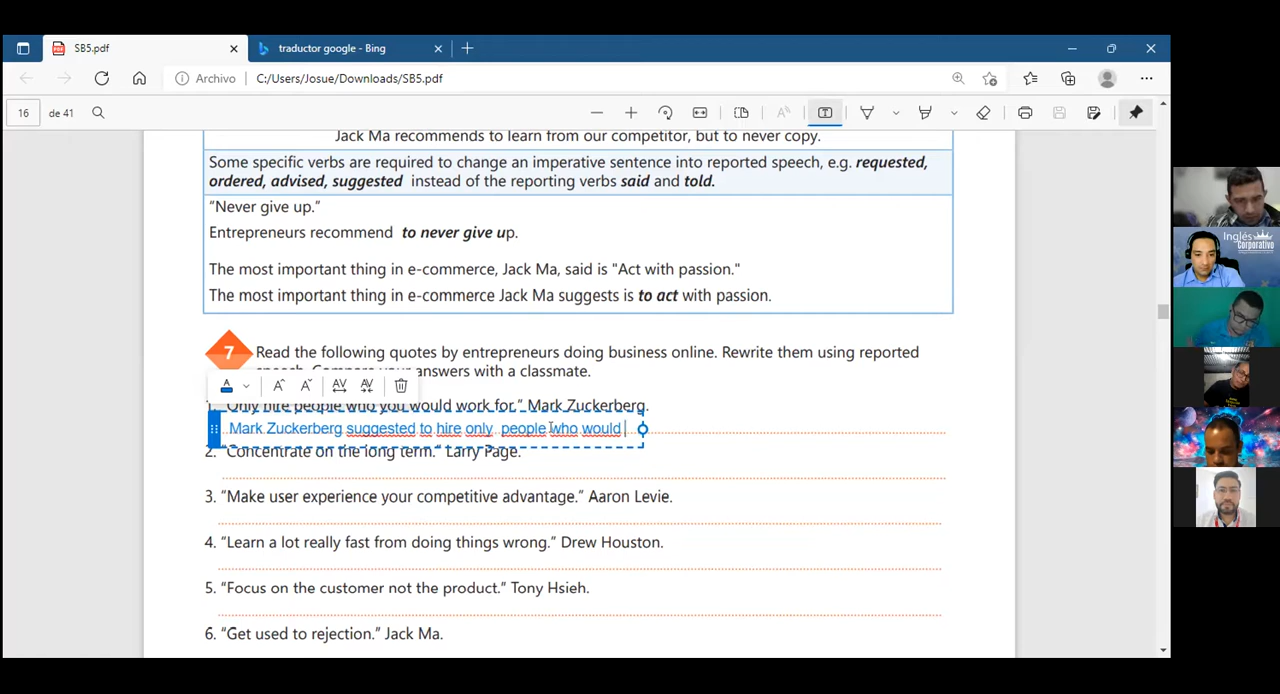 SB5.pdf
traductor google - Bing
Archivo
C:/Users/Josue/Downloads/SB5.pdf
16
de 41
Jack Ma recommends to learn from our competitor, but to never copy.
Some specific verbs are required to change an imperative sentence into reported speech, e.g. requested,
ordered, advised, suggested instead of the reporting verbs said and told.
“Never give up.”
Entrepreneurs recommend to never give up.
The most important thing in e-commerce, Jack Ma, said is "Act with passion."
The most important thing in e-commerce Jack Ma suggests is to act with passion.
7
Read the following quotes by entrepreneurs doing business online. Rewrite them using reported
Compare your answers with a classmate.
1. “Only hire people who you would work for.” Mark Zuckerberg.
Mark Zuckerberg suggested to hire only people who would
2. “Concentrate on the long term.” Larry Page.
3. “Make user experience your competitive advantage.” Aaron Levie.
4. “Learn a lot really fast from doing things wrong.” Drew Houston.
5. “Focus on the customer not the product.” Tony Hsieh.
6. “Get used to rejection.” Jack Ma.
Inglés
Corporativo